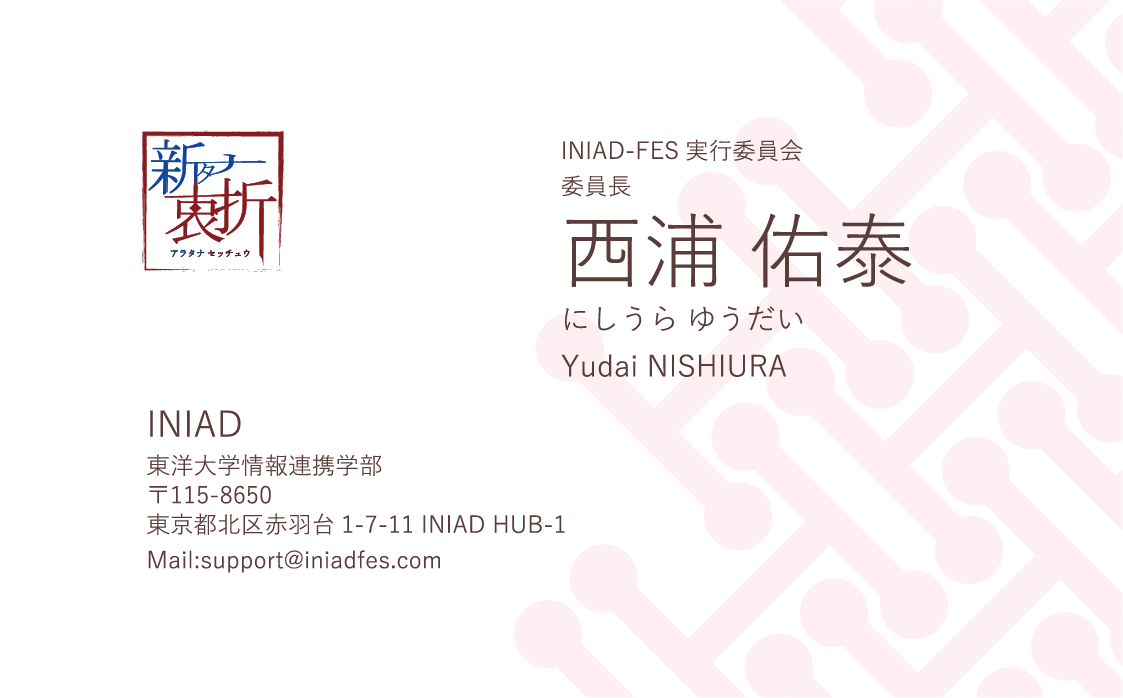 新タナ
衷折
アラタナ セッチュウ
INIAD-FES 実行委員会
委員長
西浦 佑泰
にしうら ゆうだい
Yudai NISHIURA
INIAD
東洋大学情報連携学部
〒115-8650
東京都北区赤羽台 1-7-11 INIAD HUB-1
Mail:support@iniadfes.com